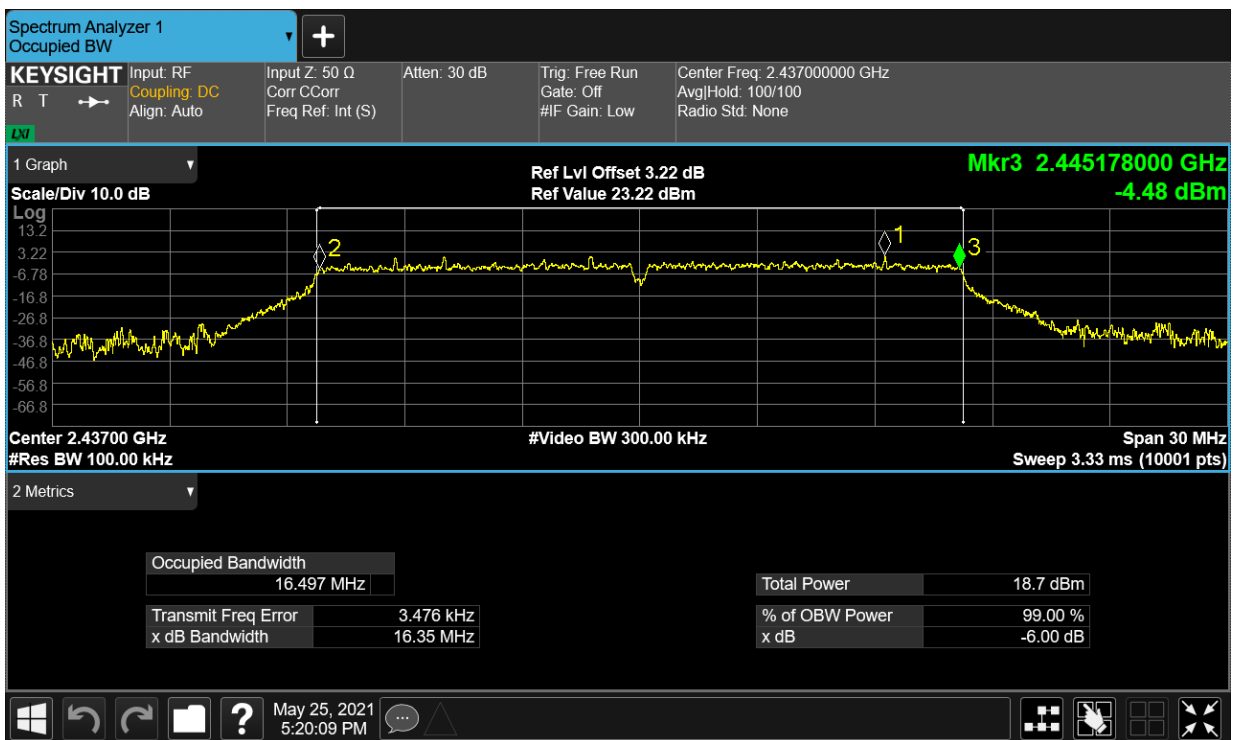 Spectrum Analyzer 1
Occupied BW
▼
+
KEYSIGHT
R T
LXI
Input: RF
Coupling: DC
Align: Auto
Input Z: 50 Ω
Corr CCorr
Freq Ref: Int (S)
Atten: 30 dB
Trig: Free Run
Gate: Off
#IF Gain: Low
Center Freq: 2.437000000 GHz
Avg|Hold: 100/100
Radio Std: None
1 Graph ▼
Scale/Div 10.0 dB
Ref Lvl Offset 3.22 dB
Ref Value 23.22 dBm
Mkr3 2.445178000 GHz
-4.48 dBm
Log
13.2
3.22
-6.78
-16.8
-26.8
-36.8
-46.8
-56.8
-66.8
2
1
3
Center 2.43700 GHz
#Video BW 300.00 kHz
Span 30 MHz
#Res BW 100.00 kHz
Sweep 3.33 ms (10001 pts)
2 Metrics ▼
Occupied Bandwidth
16.497 MHz
Total Power 18.7 dBm
Transmit Freq Error 3.476 kHz
% of OBW Power 99.00 %
x dB Bandwidth 16.35 MHz
x dB -6.00 dB
?
May 25, 2021
5:20:09 PM